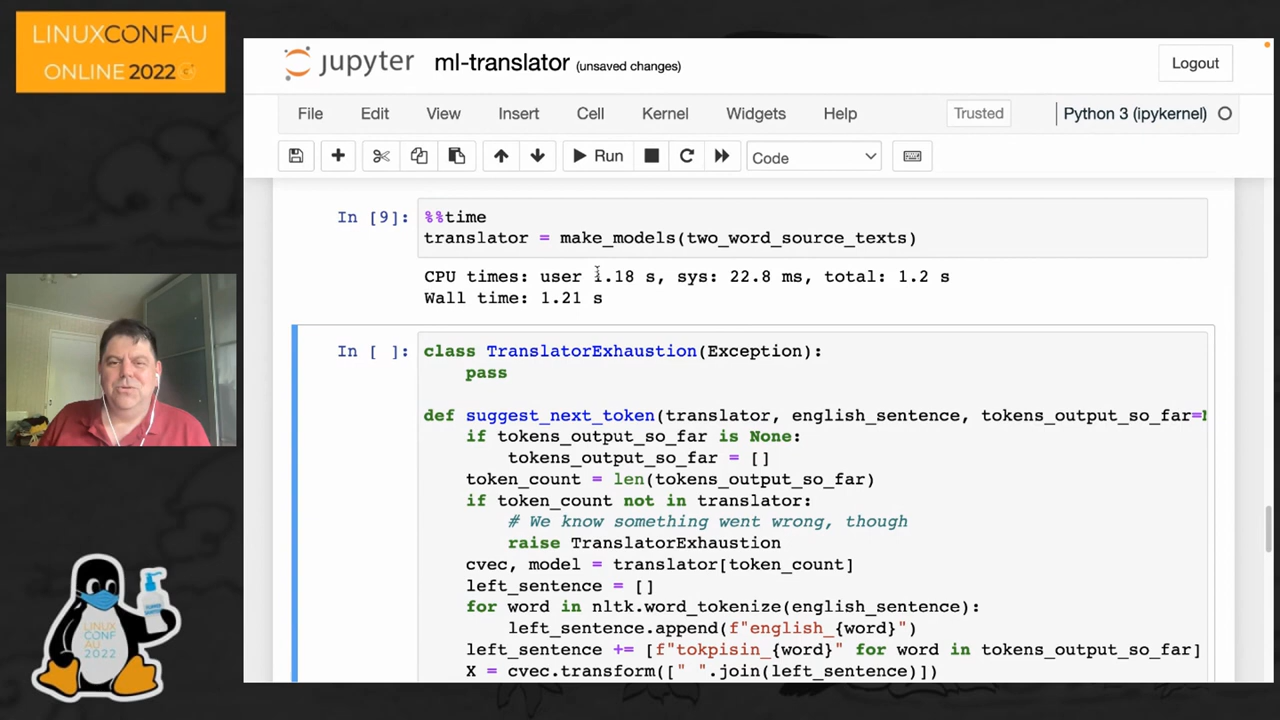 LINUXCONFAU
ONLINE 2022
jupyter ml-translator (unsaved changes) Logout
File Edit View Insert Cell Kernel Widgets Help Trusted Python 3 (ipykernel)
Run Code
In [9]: %%time
translator = make_models(two_word_source_texts)
CPU times: user 1.18 s, sys: 22.8 ms, total: 1.2 s
Wall time: 1.21 s
In [ ]: class TranslatorExhaustion(Exception):
pass
def suggest_next_token(translator, english_sentence, tokens_output_so_far=
if tokens_output_so_far is None:
tokens_output_so_far = []
token_count = len(tokens_output_so_far)
if token_count not in translator:
# We know something went wrong, though
raise TranslatorExhaustion
cvec, model = translator[token_count]
left_sentence = []
for word in nltk.word_tokenize(english_sentence):
left_sentence.append(f"english_{word}")
left_sentence += [f"tokpisin_{word}" for word in tokens_output_so_far]
X = cvec.transform([" ".join(left_sentence)])
LINUX
CONF
AU
2022